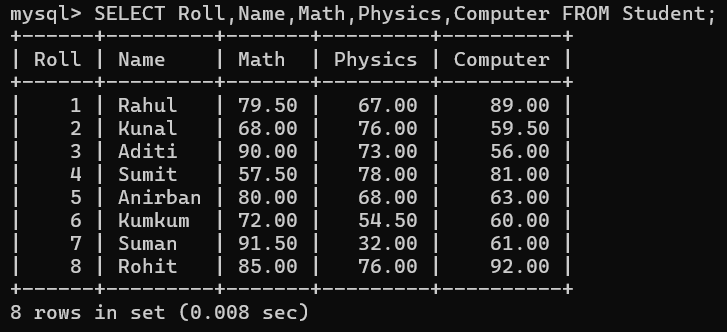 mysql> SELECT Roll,Name,Math,Physics,Computer FROM Student;
+------+---------+-------+---------+----------+
| Roll | Name    | Math  | Physics | Computer |
+------+---------+-------+---------+----------+
|    1 | Rahul   | 79.50 |   67.00 |    89.00 |
|    2 | Kunal   | 68.00 |   76.00 |    59.50 |
|    3 | Aditi   | 90.00 |   73.00 |    56.00 |
|    4 | Sumit   | 57.50 |   78.00 |    81.00 |
|    5 | Anirban | 80.00 |   68.00 |    63.00 |
|    6 | Kumkum  | 72.00 |   54.50 |    60.00 |
|    7 | Suman   | 91.50 |   32.00 |    61.00 |
|    8 | Rohit   | 85.00 |   76.00 |    92.00 |
+------+---------+-------+---------+----------+
8 rows in set (0.008 sec)